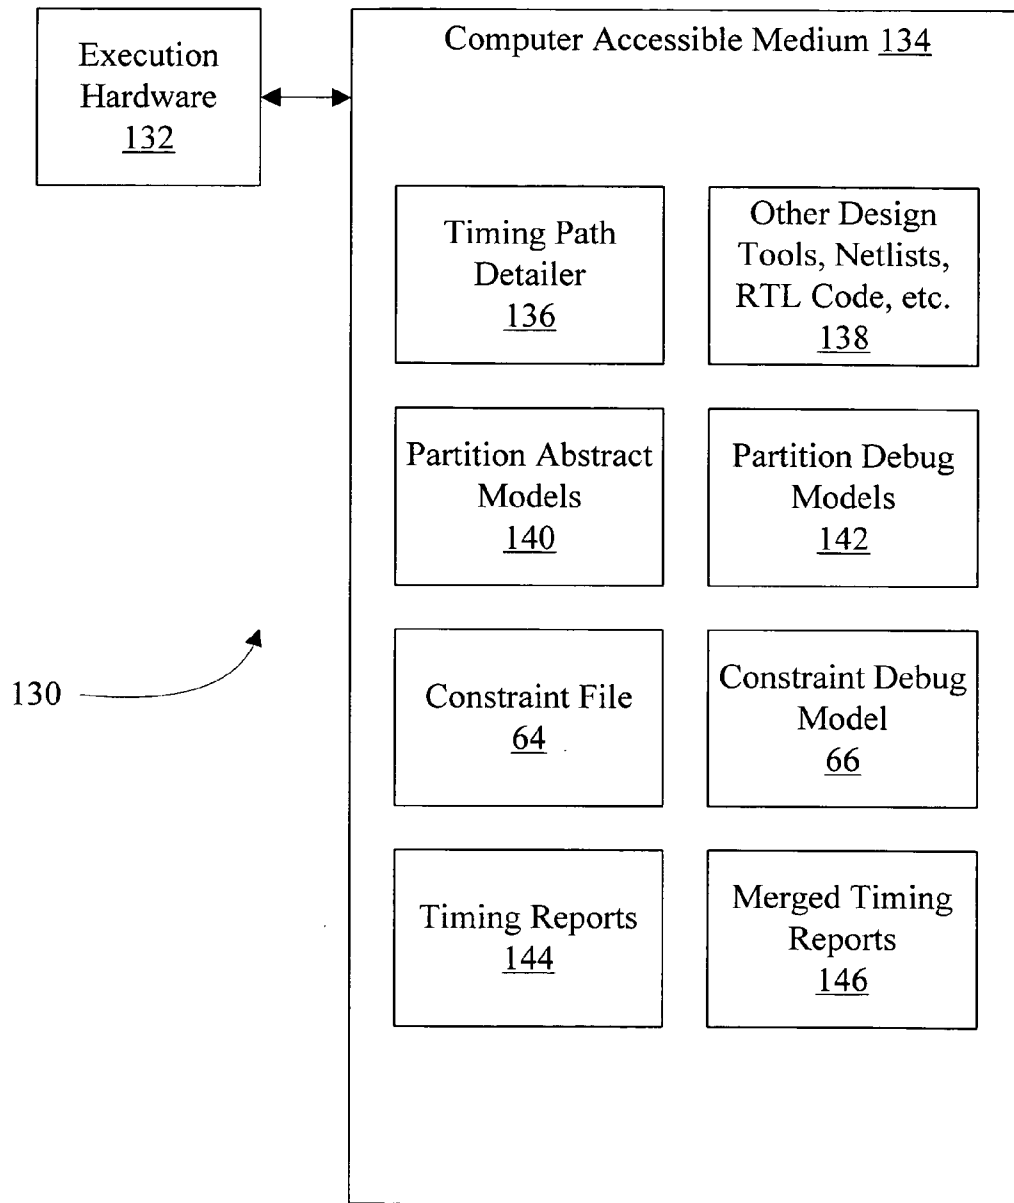 Execution
Hardware
132
Computer Accessible Medium 134
Timing Path
Detailer
136
Other Design
Tools, Netlists,
RTL Code, etc.
138
Partition Abstract
Models
140
Partition Debug
Models
142
130
Constraint File
64
Constraint Debug
Model
66
Timing Reports
144
Merged Timing
Reports
146